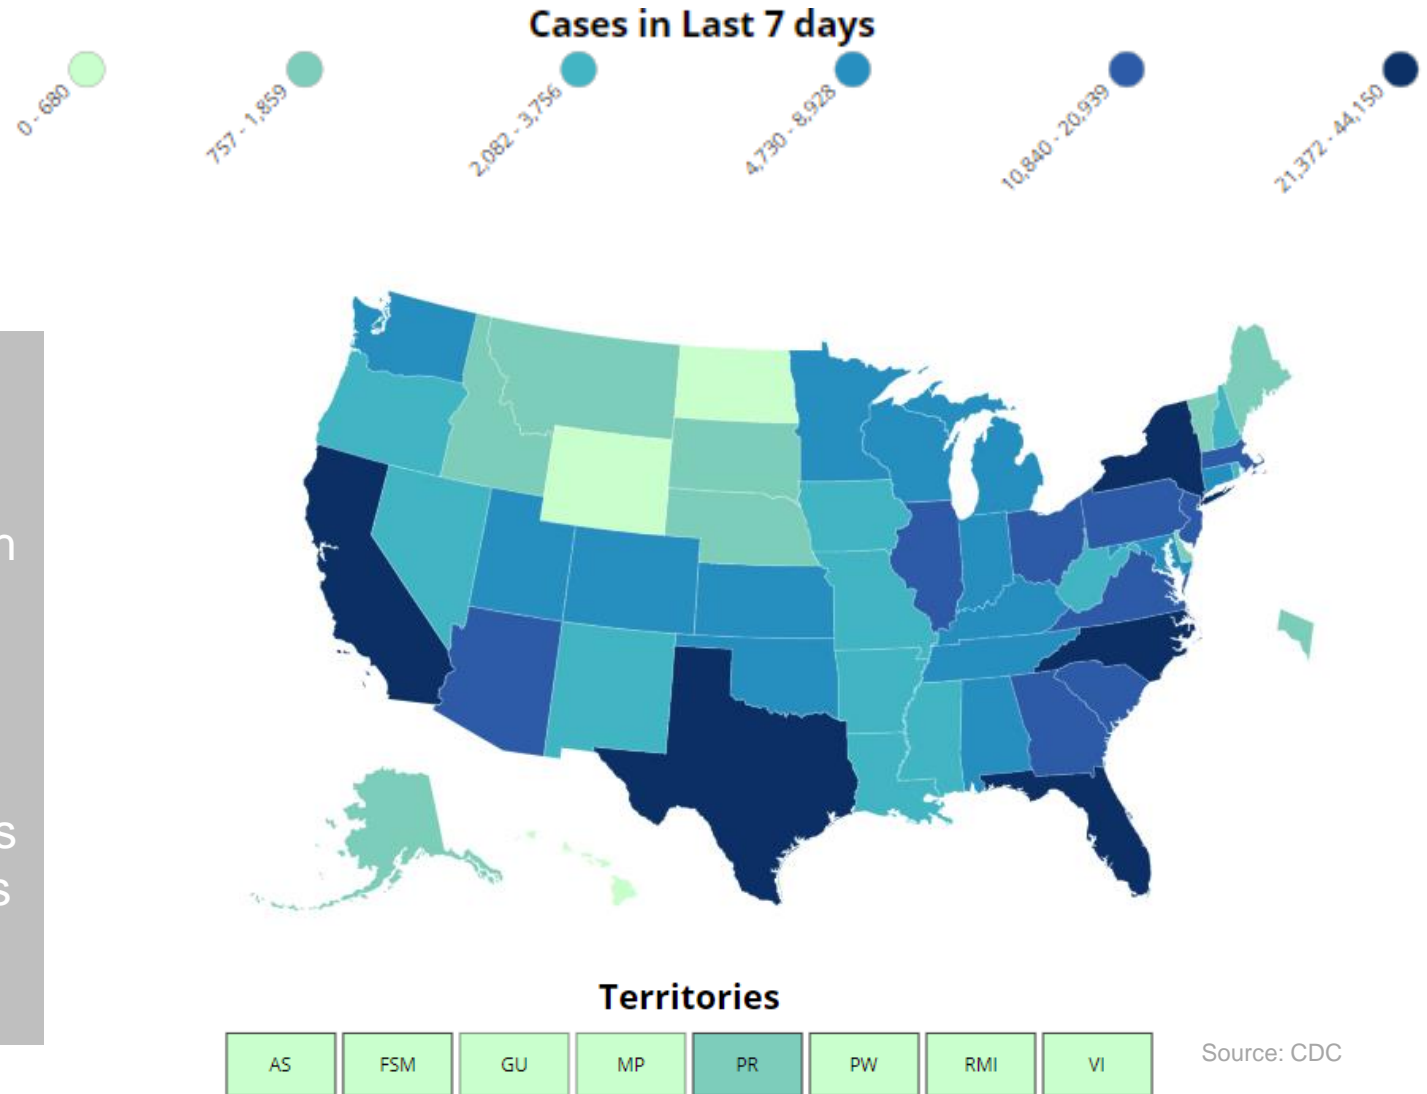 Cases in Last 7 days
0 - 680
757 - 1,859
2,082 - 3,756
4,730 - 8,928
10,840 - 20,939
21,372 - 44,150
n
s
s
Territories
AS FSM GU MP PR PW RMI VI
Source: CDC